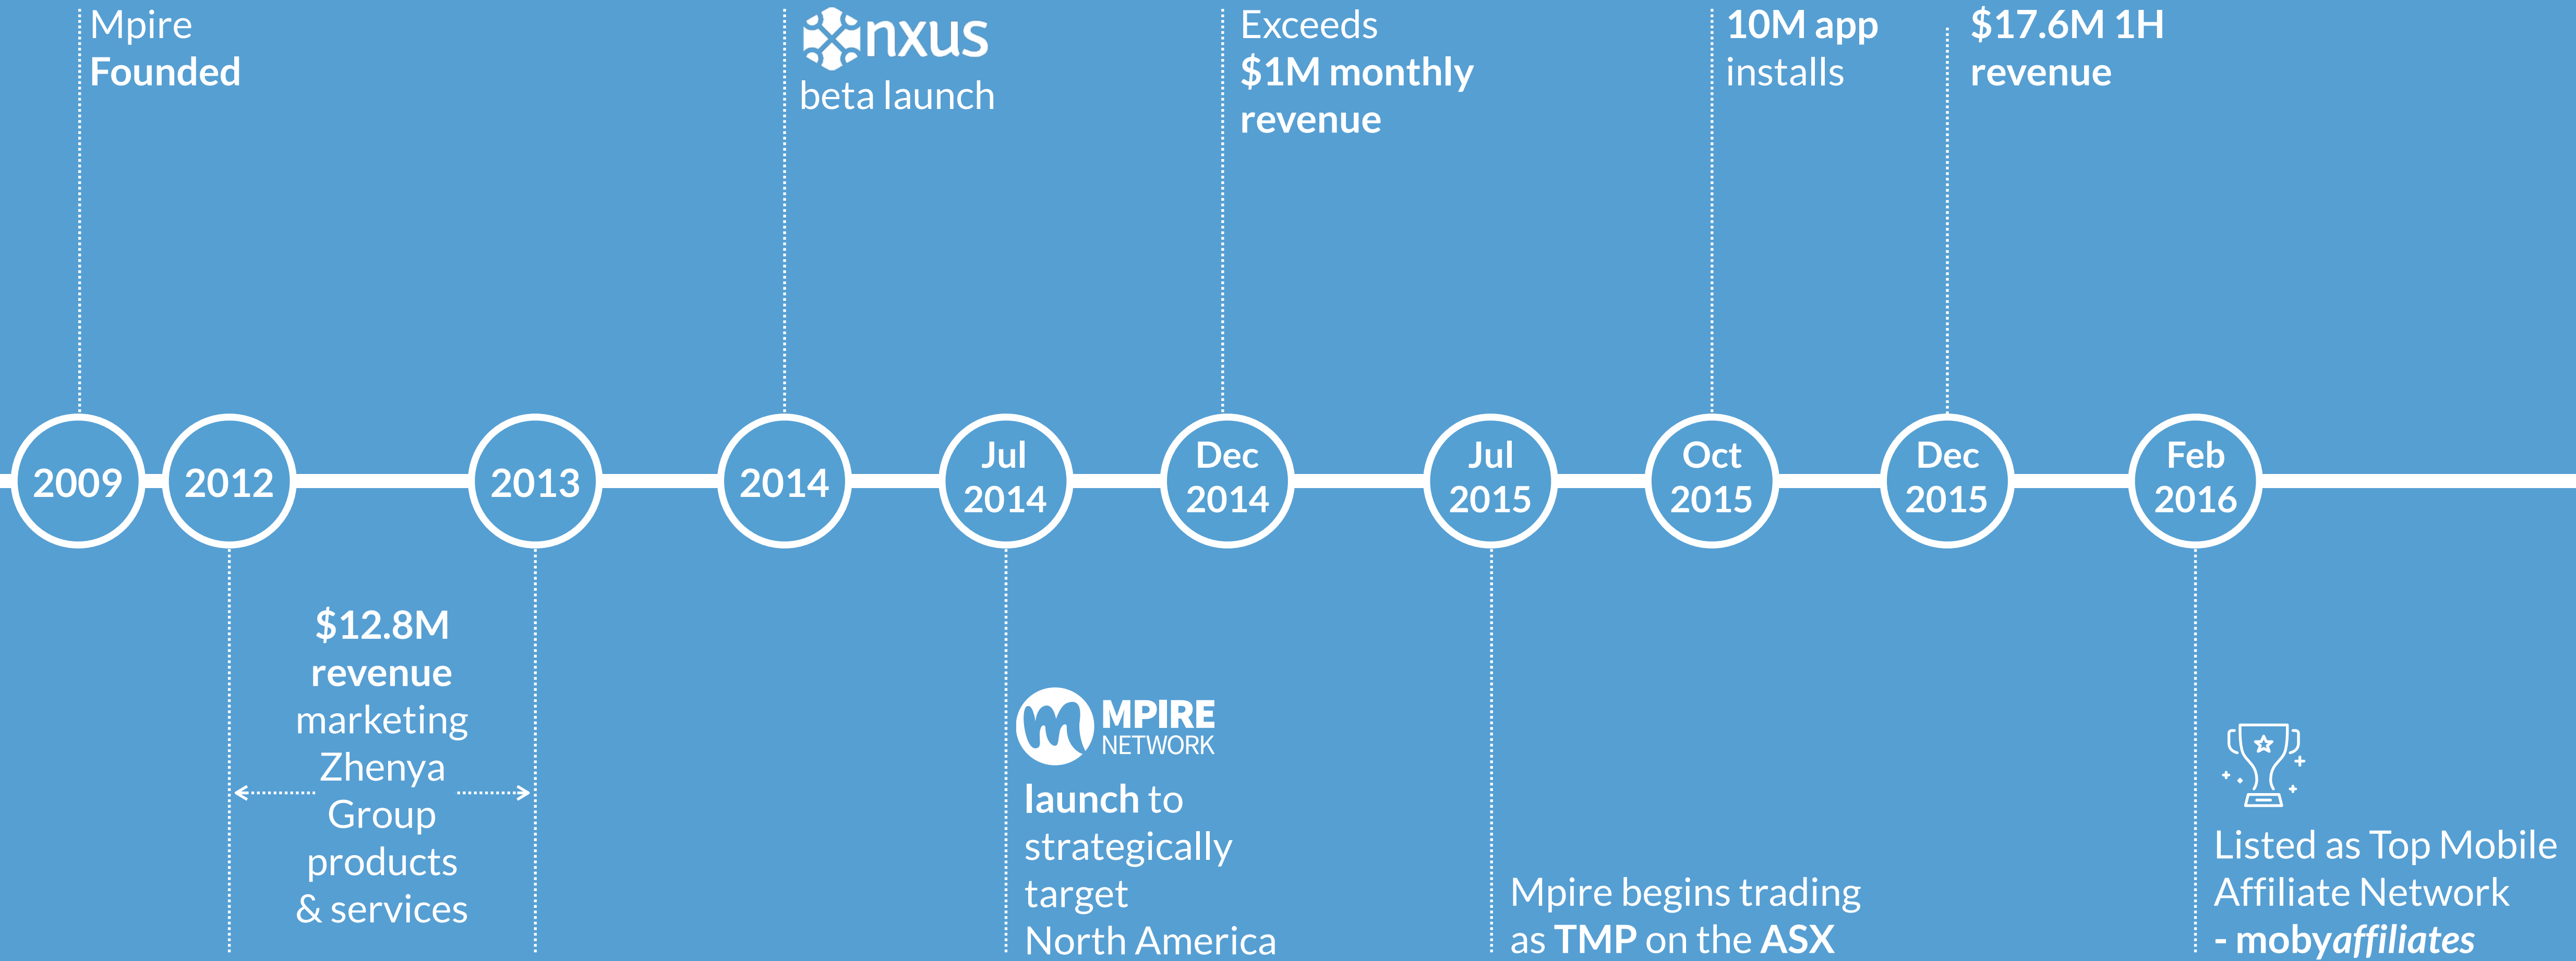 Mpire
Founded
nxus
beta launch
Exceeds
$1M monthly
revenue
10M app
installs
$17.6M 1H
revenue
2009
2012
2013
2014
Jul
2014
Dec
2014
Jul
2015
Oct
2015
Dec
2015
Feb
2016
$12.8M
revenue
marketing
Zhenya
Group
products
& services
m
MPIRE
NETWORK
launch to
strategically
target
North America
Mpire begins trading
as TMP on the ASX
Listed as Top Mobile
Affiliate Network
- mobyaffiliates